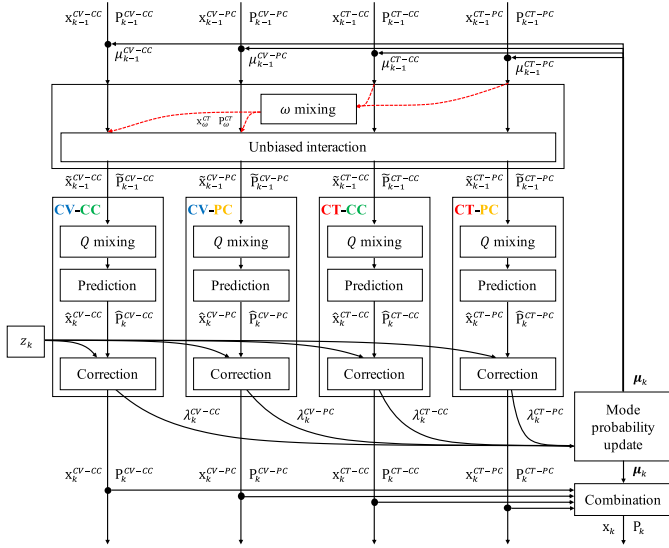 x_{k-1}^{CV-CC} P_{k-1}^{CV-CC} x_{k-1}^{CV-PC} P_{k-1}^{CV-PC} x_{k-1}^{CT-CC} P_{k-1}^{CT-CC} x_{k-1}^{CT-PC} P_{k-1}^{CT-PC}
μ_{k-1}^{CV-CC} μ_{k-1}^{CV-PC} μ_{k-1}^{CT-CC} μ_{k-1}^{CT-PC}
ω mixing
x_ω^{CT} P_ω^{CT}
Unbiased interaction
x̃_{k-1}^{CV-CC} P̃_{k-1}^{CV-CC} x̃_{k-1}^{CV-PC} P̃_{k-1}^{CV-PC} x̃_{k-1}^{CT-CC} P̃_{k-1}^{CT-CC} x̃_{k-1}^{CT-PC} P̃_{k-1}^{CT-PC}
CV-CC CV-PC CT-CC CT-PC
Q mixing Q mixing Q mixing Q mixing
Prediction Prediction Prediction Prediction
x̂_k^{CV-CC} P̂_k^{CV-CC} x̂_k^{CV-PC} P̂_k^{CV-PC} x̂_k^{CT-CC} P̂_k^{CT-CC} x̂_k^{CT-PC} P̂_k^{CT-PC}
z_k
Correction Correction Correction Correction
μ_k
λ_k^{CV-CC} λ_k^{CV-PC} λ_k^{CT-CC} λ_k^{CT-PC}
Mode
probability
update
x_k^{CV-CC} P_k^{CV-CC} x_k^{CV-PC} P_k^{CV-PC} x_k^{CT-CC} P_k^{CT-CC} x_k^{CT-PC} P_k^{CT-PC} μ_k
Combination
x_k P_k